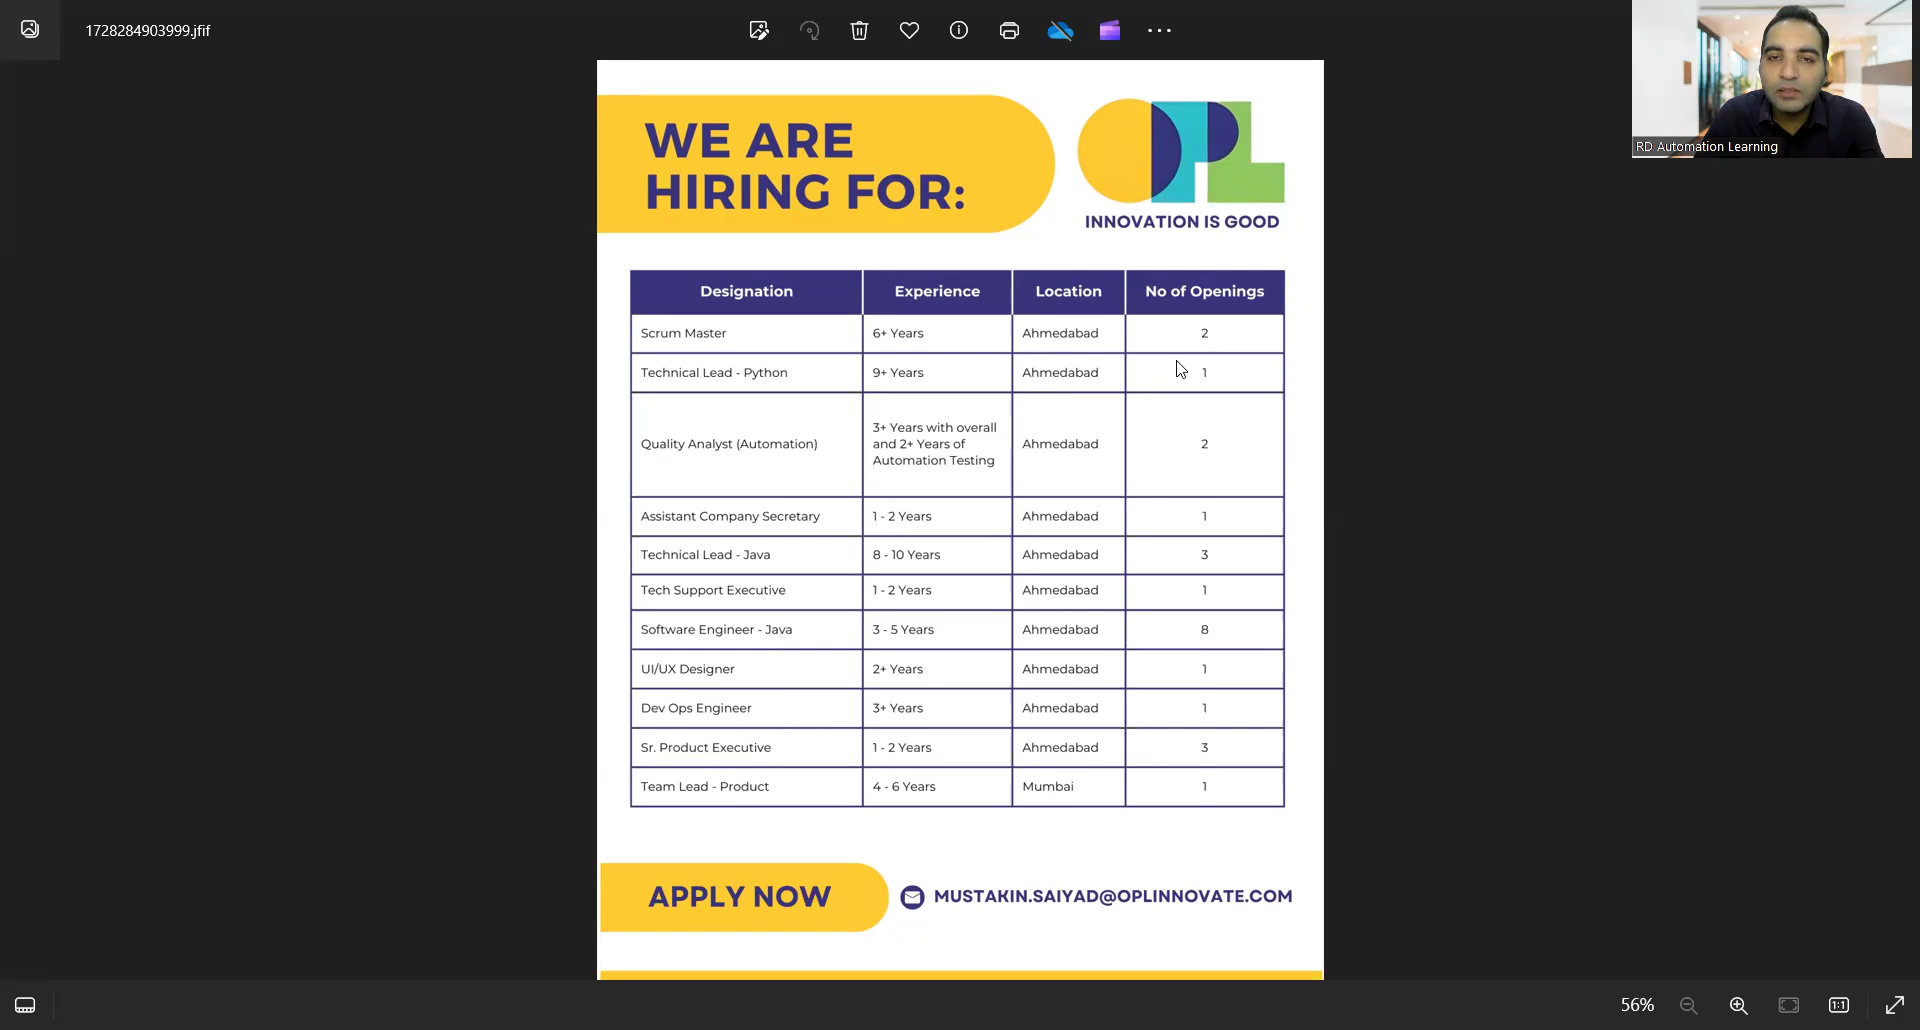 1728284903999.jfif
RD Automation Learning
WE ARE
HIRING FOR:
OPL
INNOVATION IS GOOD
Designation Experience Location No of Openings
Scrum Master 6+ Years Ahmedabad 2
Technical Lead - Python 9+ Years Ahmedabad 1
Quality Analyst (Automation) 3+ Years with overall
and 2+ Years of
Automation Testing Ahmedabad 2
Assistant Company Secretary 1 - 2 Years Ahmedabad 1
Technical Lead - Java 8 - 10 Years Ahmedabad 3
Tech Support Executive 1 - 2 Years Ahmedabad 1
Software Engineer - Java 3 - 5 Years Ahmedabad 8
UI/UX Designer 2+ Years Ahmedabad 1
Dev Ops Engineer 3+ Years Ahmedabad 1
Sr. Product Executive 1 - 2 Years Ahmedabad 3
Team Lead - Product 4 - 6 Years Mumbai 1
APPLY NOW MUSTAKIN.SAIYAD@OPLINNOVATE.COM
56% 1:1